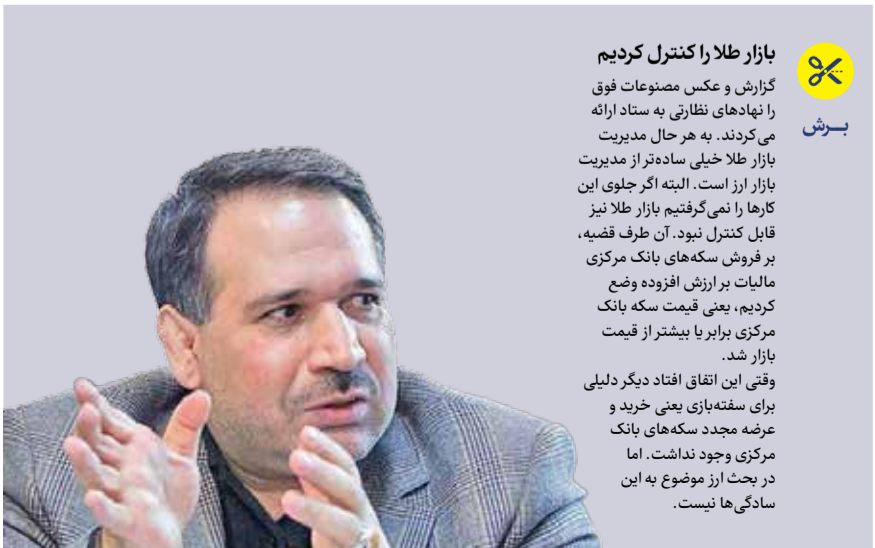 بازار طلا را کنترل کردیم
گزارش و عکس مصنوعات فوق
را نهادهای نظارتی به ستاد ارائه
می‌کردند. به هر حال مدیریت
بازار طلا خیلی ساده‌تر از مدیریت
بازار ارز است. البته اگر جلوی این
کارها را نمی‌گرفتیم بازار طلا نیز
قابل کنترل نبود. آن طرف قضیه،
بر فروش سکه‌های بانک مرکزی
مالیات بر ارزش افزوده وضع
کردیم، یعنی قیمت سکه بانک
مرکزی برابر یا بیشتر از قیمت
بازار شد.
وقتی این اتفاق افتاد دیگر دلیلی
برای سفته‌بازی یعنی خرید و
عرضه مجدد سکه‌های بانک
مرکزی وجود نداشت. اما
در بحث ارز موضوع به این
سادگی‌ها نیست.
بــرش